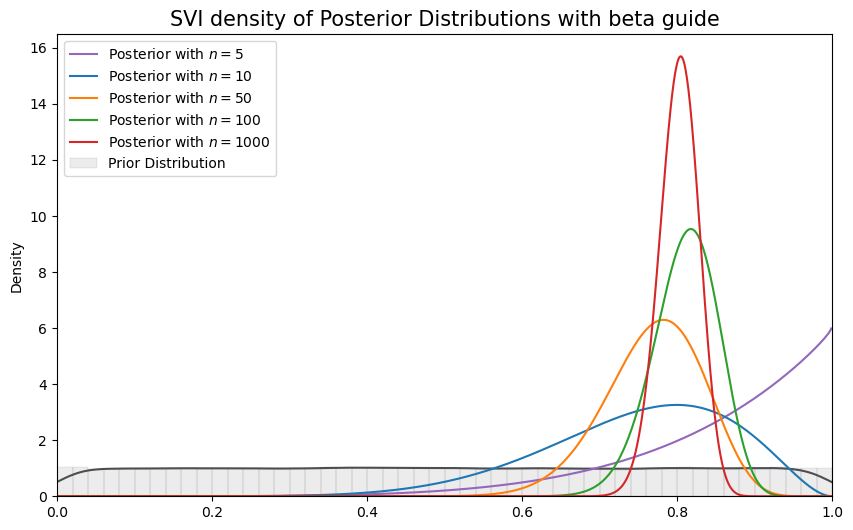 SVI density of Posterior Distributions with beta guide
16
14
12
10
8
6
4
2
0
Density
Posterior with n = 5
Posterior with n = 10
Posterior with n = 50
Posterior with n = 100
Posterior with n = 1000
Prior Distribution
0.0 0.2 0.4 0.6 0.8 1.0